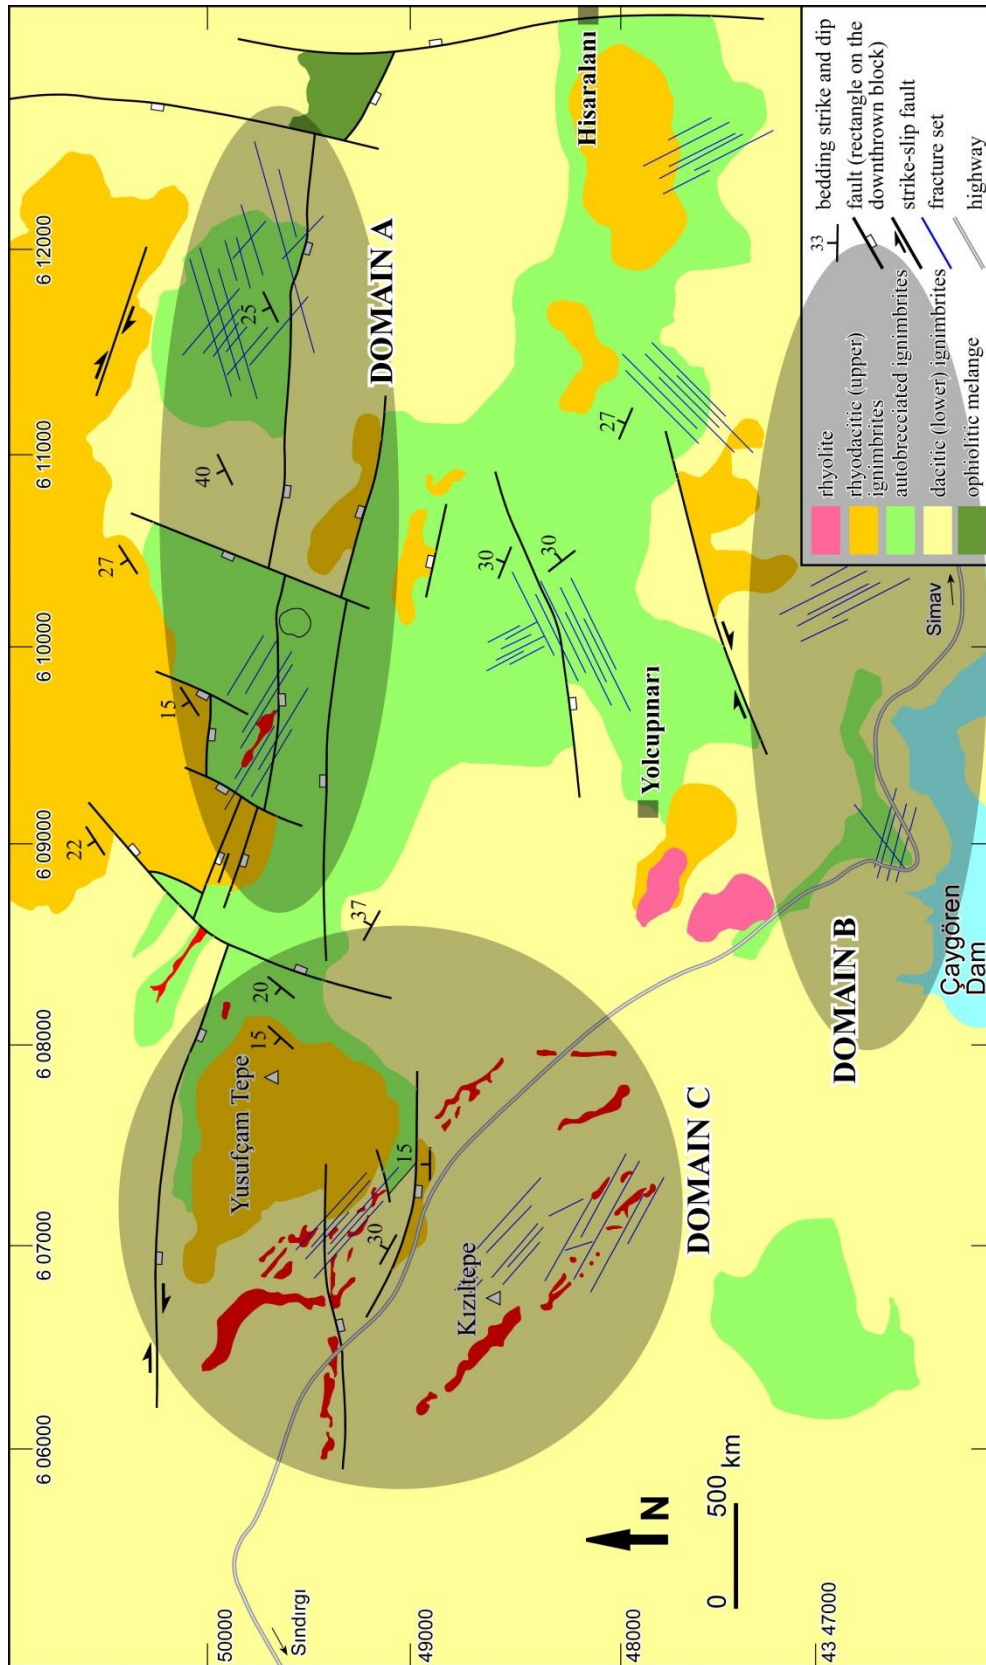 6 06000
6 07000
6 08000
6 09000
6 10000
6 11000
6 12000
22
27
15
40
50000
Sındırgı
Yusufçam Tepe
15
20
25
37
30
DOMAIN A
15
49000
Kızıltepe
30
30
Hisaralanı
48000
27
N
Yolcupınarı
DOMAIN C
0 500 km
43 47000
DOMAIN B
Çaygören
Dam
Simav
rhyolite
rhyodacitic (upper)
ignimbrites
autobrecciated ignimbrites
dacitic (lower) ignimbrites
ophiolitic melange
33
bedding strike and dip
fault (rectangle on the
downthrown block)
strike-slip fault
fracture set
highway